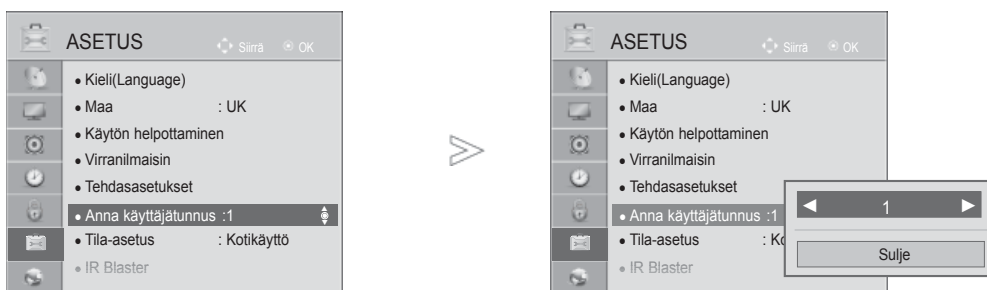 ASETUS Siirrä OK
• Kieli(Language)
• Maa : UK
• Käytön helpottaminen
• Virranilmaisin
• Tehdasasetukset
• Anna käyttäjätunnus :1
• Tila-asetus : Kotikäyttö
• IR Blaster
ASETUS Siirrä OK
• Kieli(Language)
• Maa : UK
• Käytön helpottaminen
• Virranilmaisin
• Tehdasasetukset
• Anna käyttäjätunnus :1
• Tila-asetus : Ko
• IR Blaster
◀ 1 ▶
Sulje